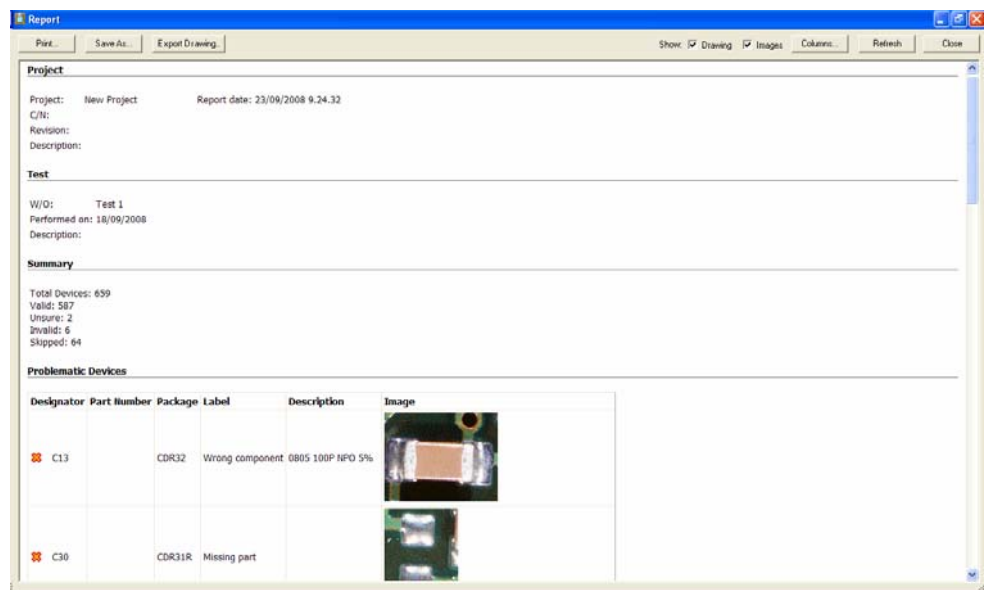 Report
Print... Save As... Export Drawing... Show: Drawing Images Columns... Refresh Close
Project
Project: New Project Report date: 23/09/2008 9.24.32
C/N:
Revision:
Description:
Test
W/O: Test 1
Performed on: 18/09/2008
Description:
Summary
Total Devices: 659
Valid: 587
Unsure: 2
Invalid: 6
Skipped: 64
Problematic Devices
Designator Part Number Package Label Description Image
C13 CDR32 Wrong component 0805 100P NPO 5%
C30 CDR31R Missing part